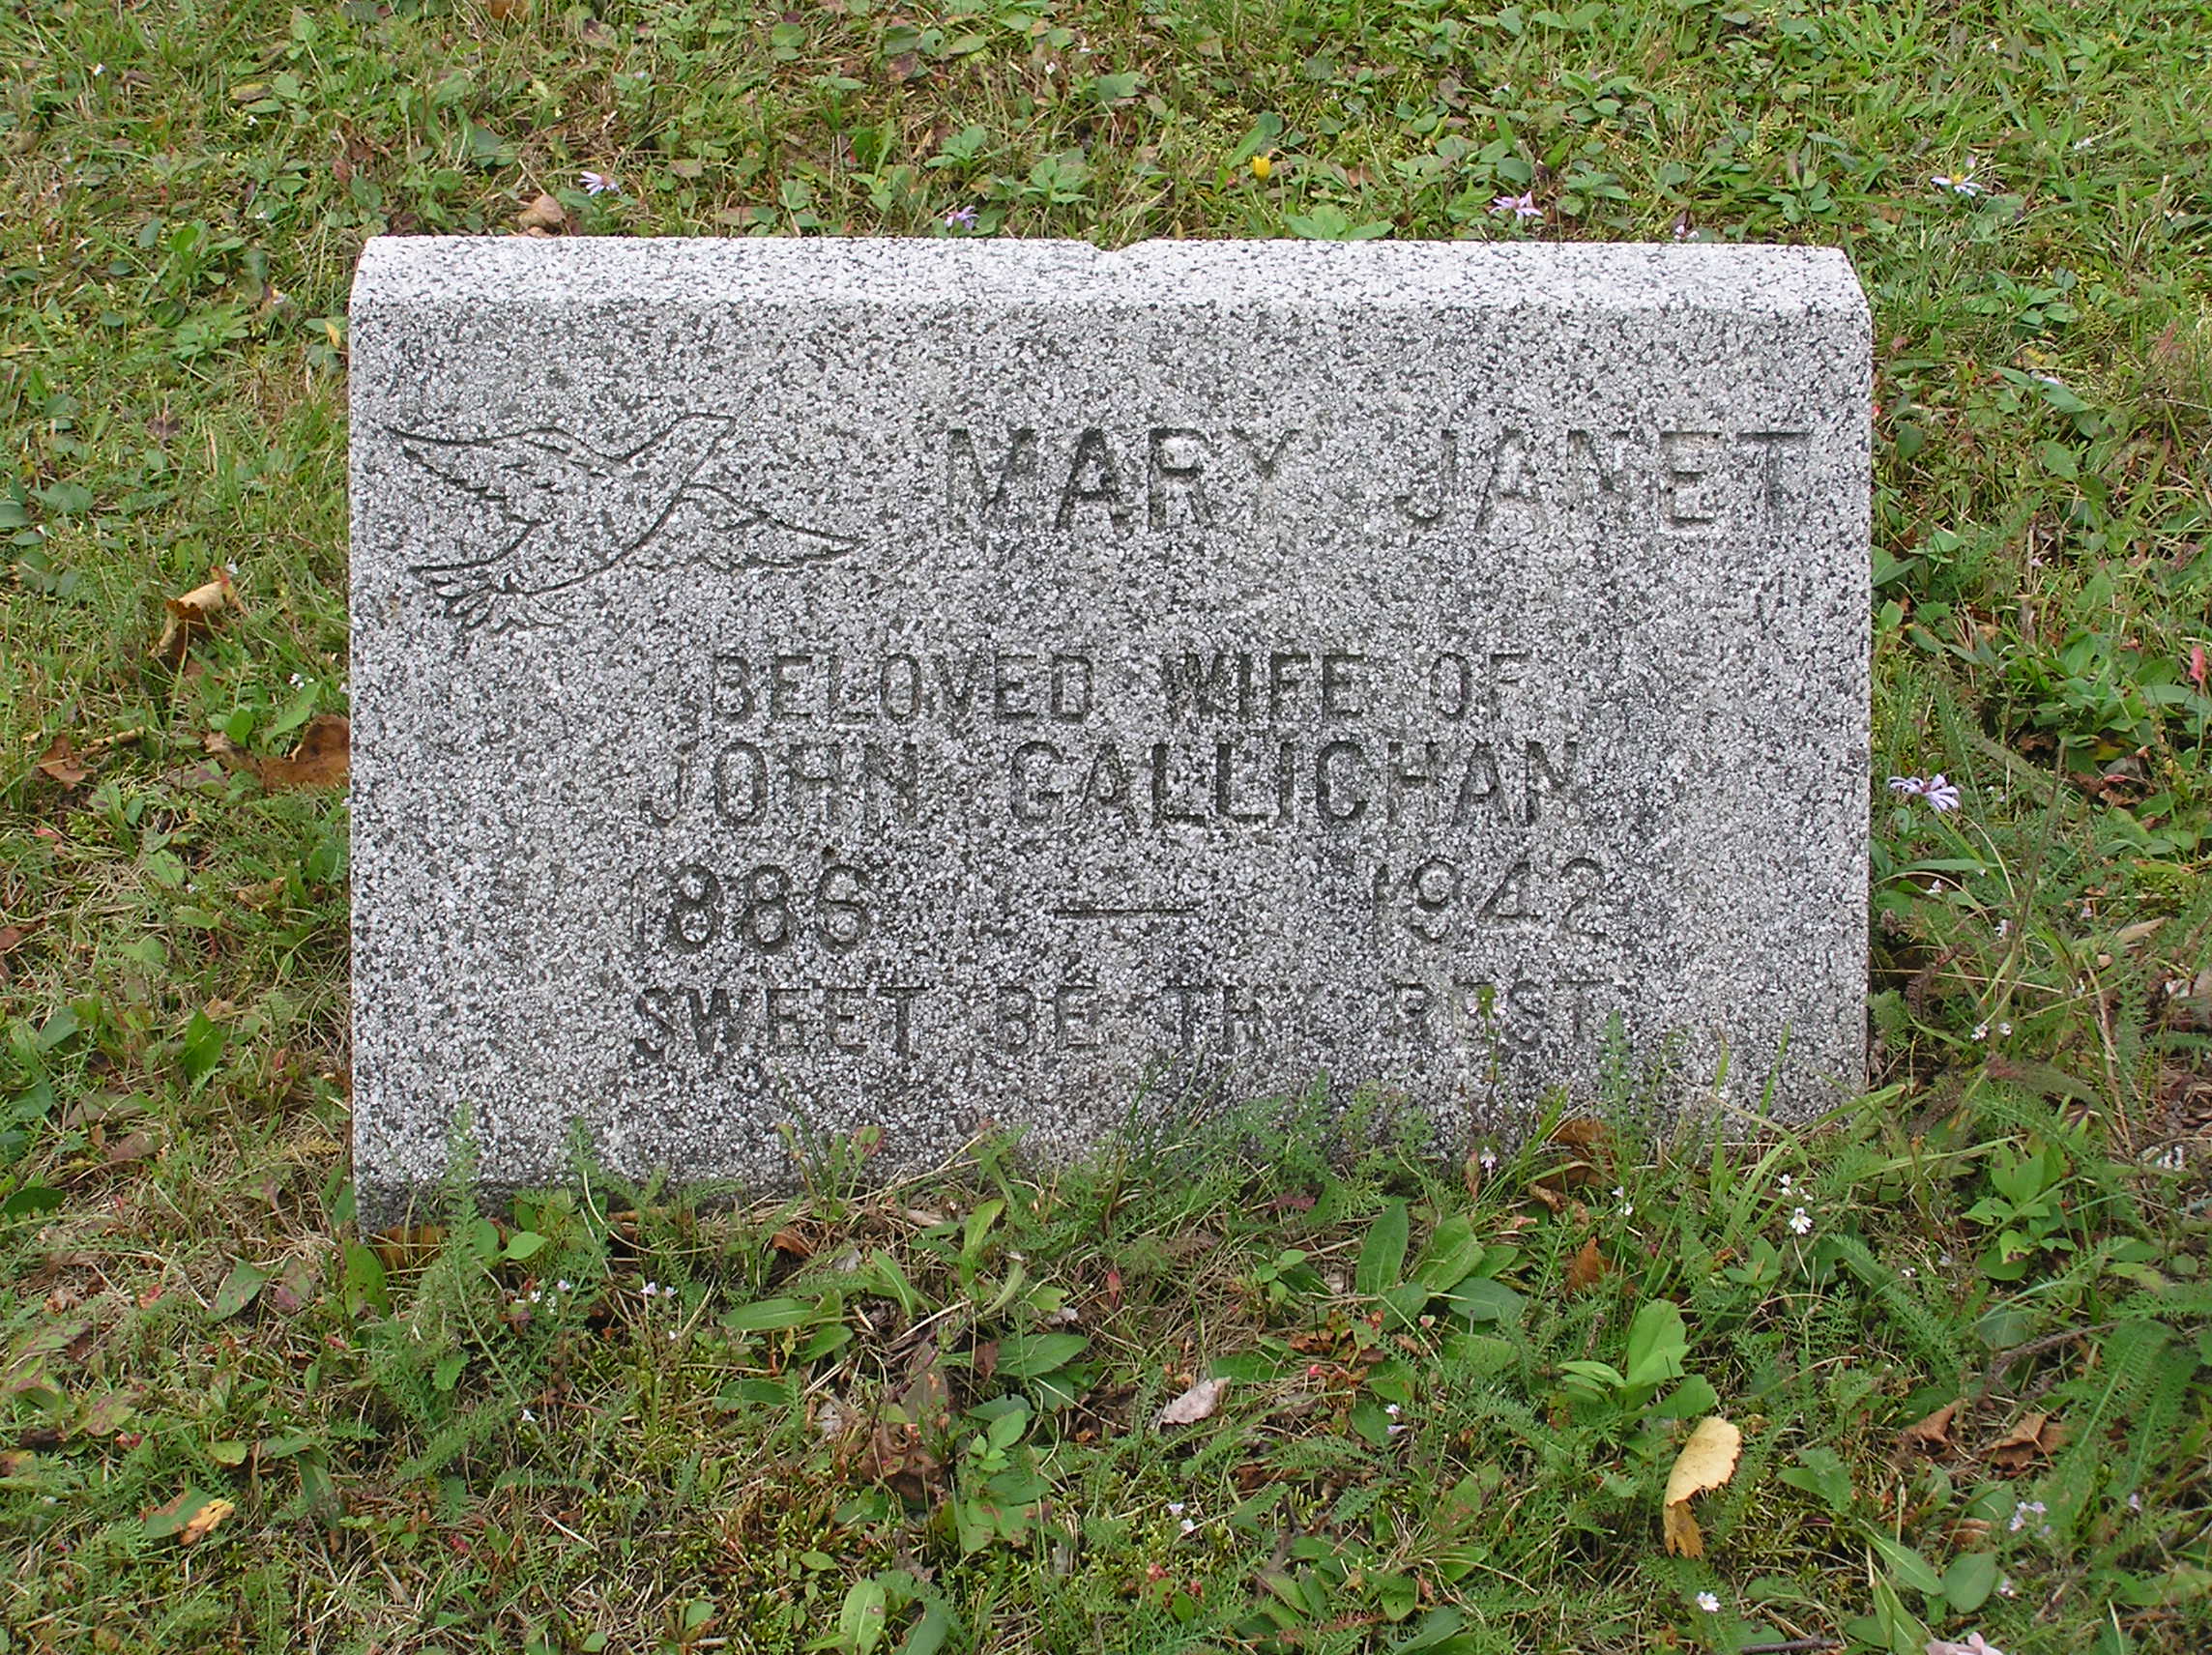 MARY JANET
BELOVED WIFE OF
JOHN GALLICHAN
1886 — 1942
SWEET BE THY REST